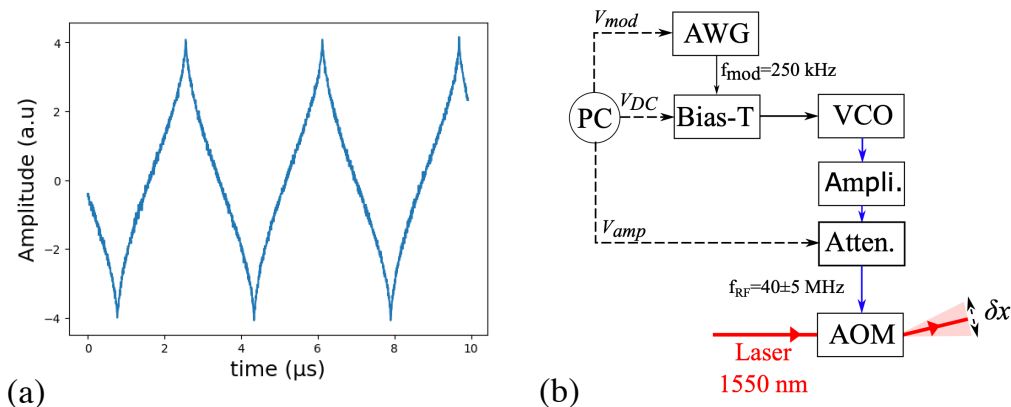 4
2
0
−2
−4
Amplitude (a.u)
0
2
4
6
8
10
time (μs)
(a)
V_mod
AWG
f_mod=250 kHz
V_DC
PC
Bias-T
VCO
Ampli.
V_amp
Atten.
f_RF=40±5 MHz
δx
AOM
Laser
1550 nm
(b)